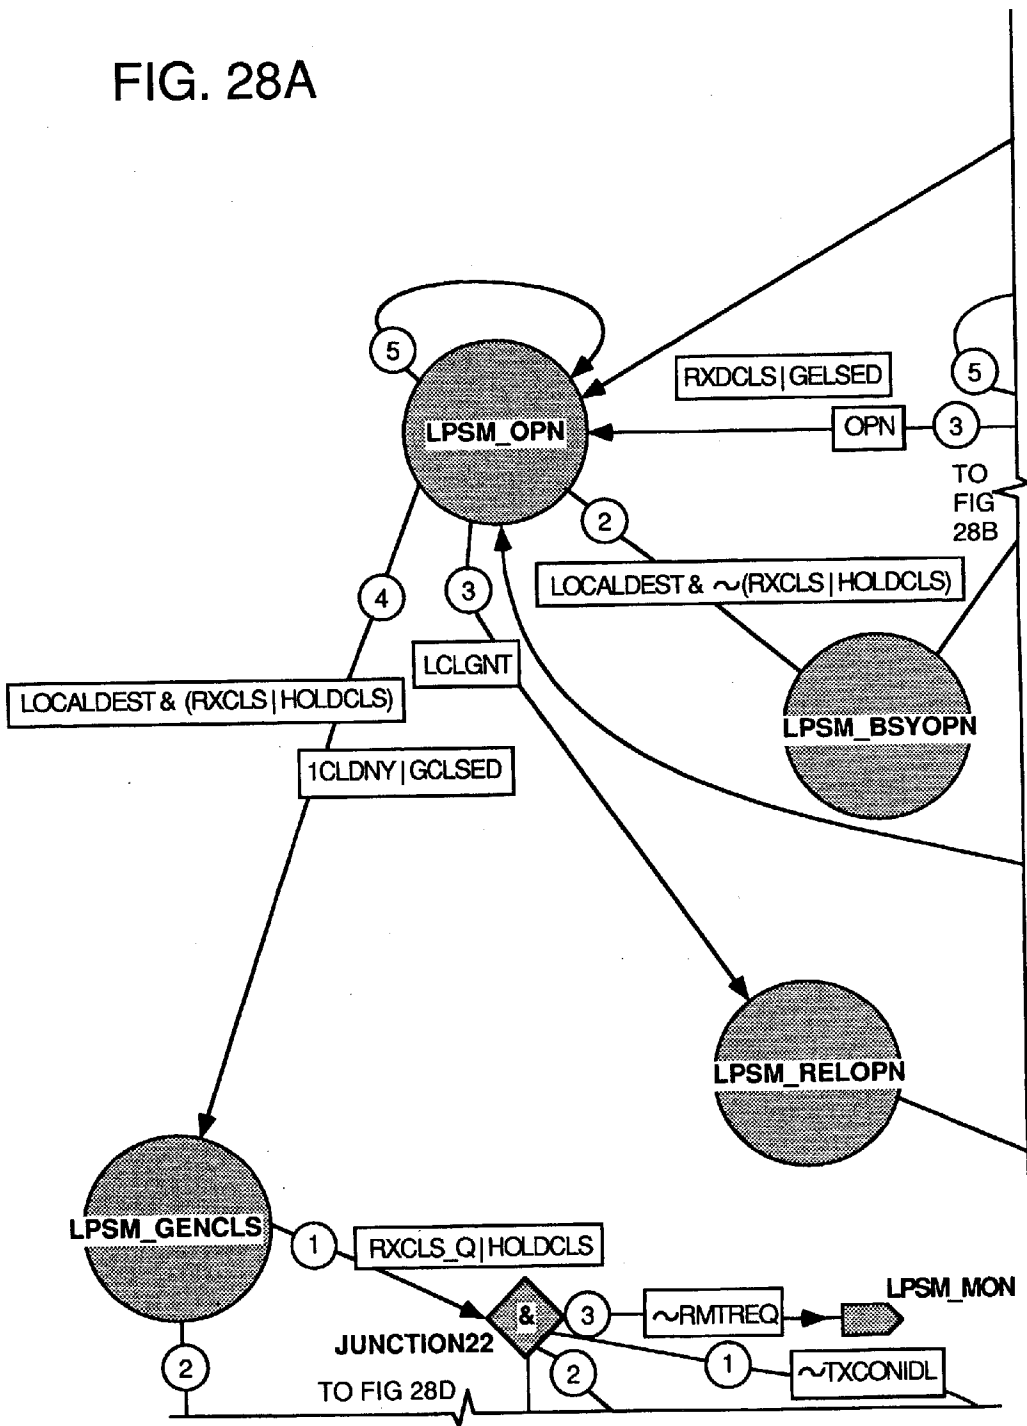 FIG. 28A
5
RXDCLS|GELSED
5
LPSM_OPN
OPN
3
TO
FIG
28B
2
4
3
LOCALDEST & ~(RXCLS|HOLDCLS)
LCLGNT
LOCALDEST & (RXCLS|HOLDCLS)
LPSM_BSYOPN
1CLDNY|GCLSED
LPSM_RELOPN
LPSM_GENCLS
1
RXCLS_Q|HOLDCLS
LPSM_MON
&
3
~RMTREQ
JUNCTION22
2
1
~TXCONIDL
2
TO FIG 28D